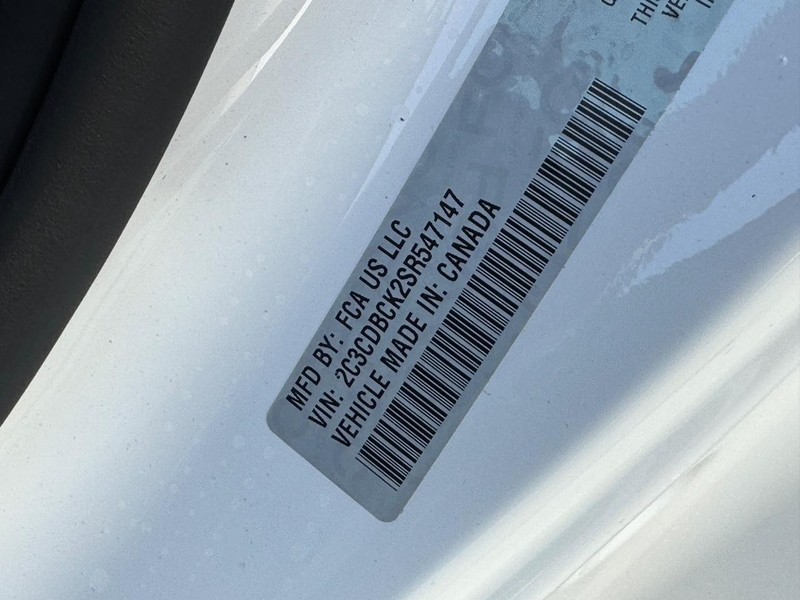 MFD BY: FCA US LLC
VIN: 2C3CDBCK2SR547147
VEHICLE MADE IN: CANADA